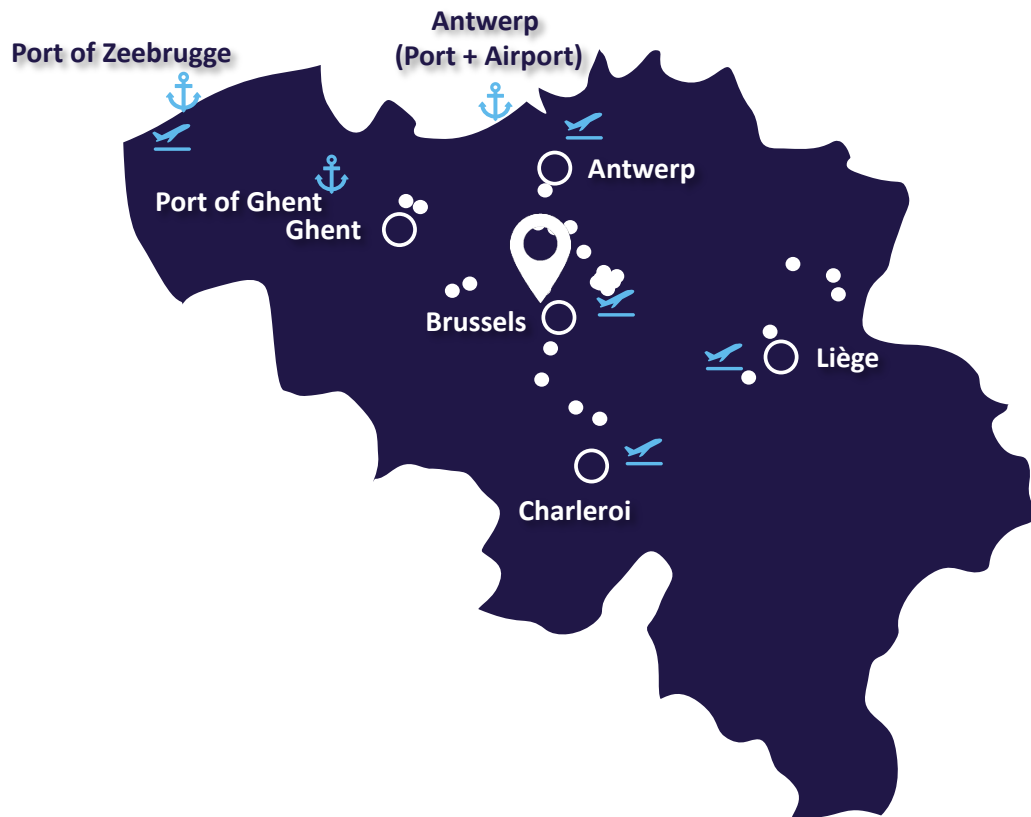 Port of Zeebrugge
Antwerp
(Port + Airport)
Antwerp
Port of Ghent
Ghent
Brussels
Liège
Charleroi